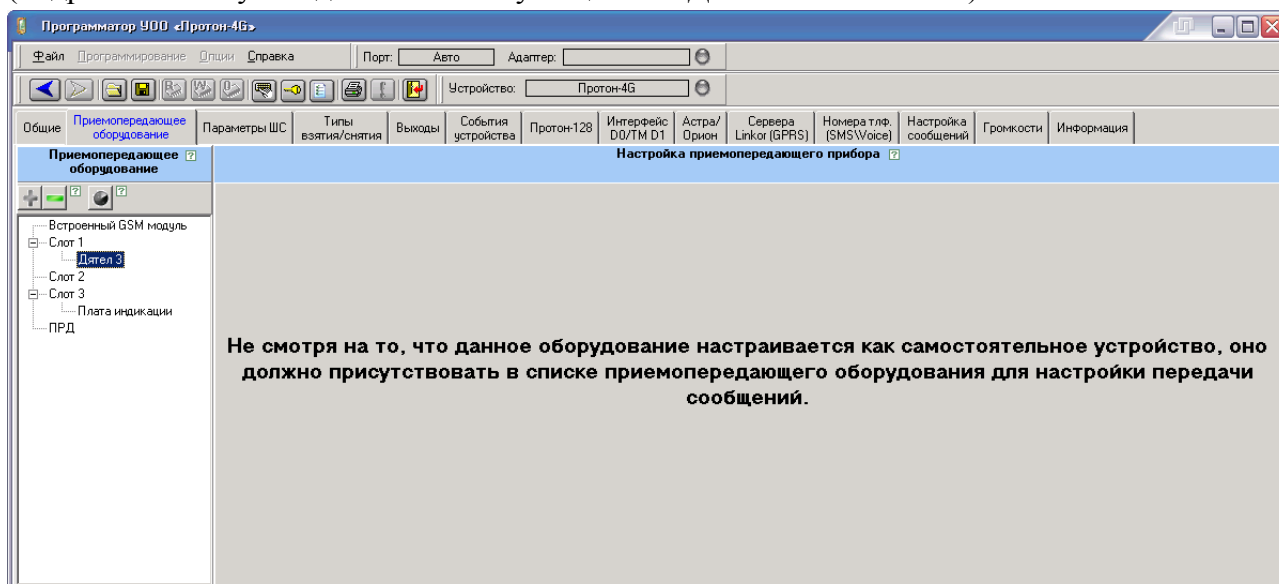 Программатор УОО «Протон-4G»
Файл Программирование Опции Справка Порт: Авто Адаптер:
Устройство: Протон-4G
Общие
Приемопередающее
оборудование
Параметры ШС
Типы
взятия/снятия
Выходы
События
устройства
Протон-128
Интерфейс
D0/TM D1
Астра/
Орион
Сервера
Linkor (GPRS)
Номера тлф.
(SMS\Voice)
Настройка
сообщений
Громкости
Информация
Приемопередающее ?
оборудование
Настройка приемопередающего прибора ?
Встроенный GSM модуль
Слот 1
Дятел 3
Слот 2
Слот 3
Плата индикации
ПРД
Не смотря на то, что данное оборудование настраивается как самостоятельное устройство, оно
должно присутствовать в списке приемопередающего оборудования для настройки передачи
сообщений.